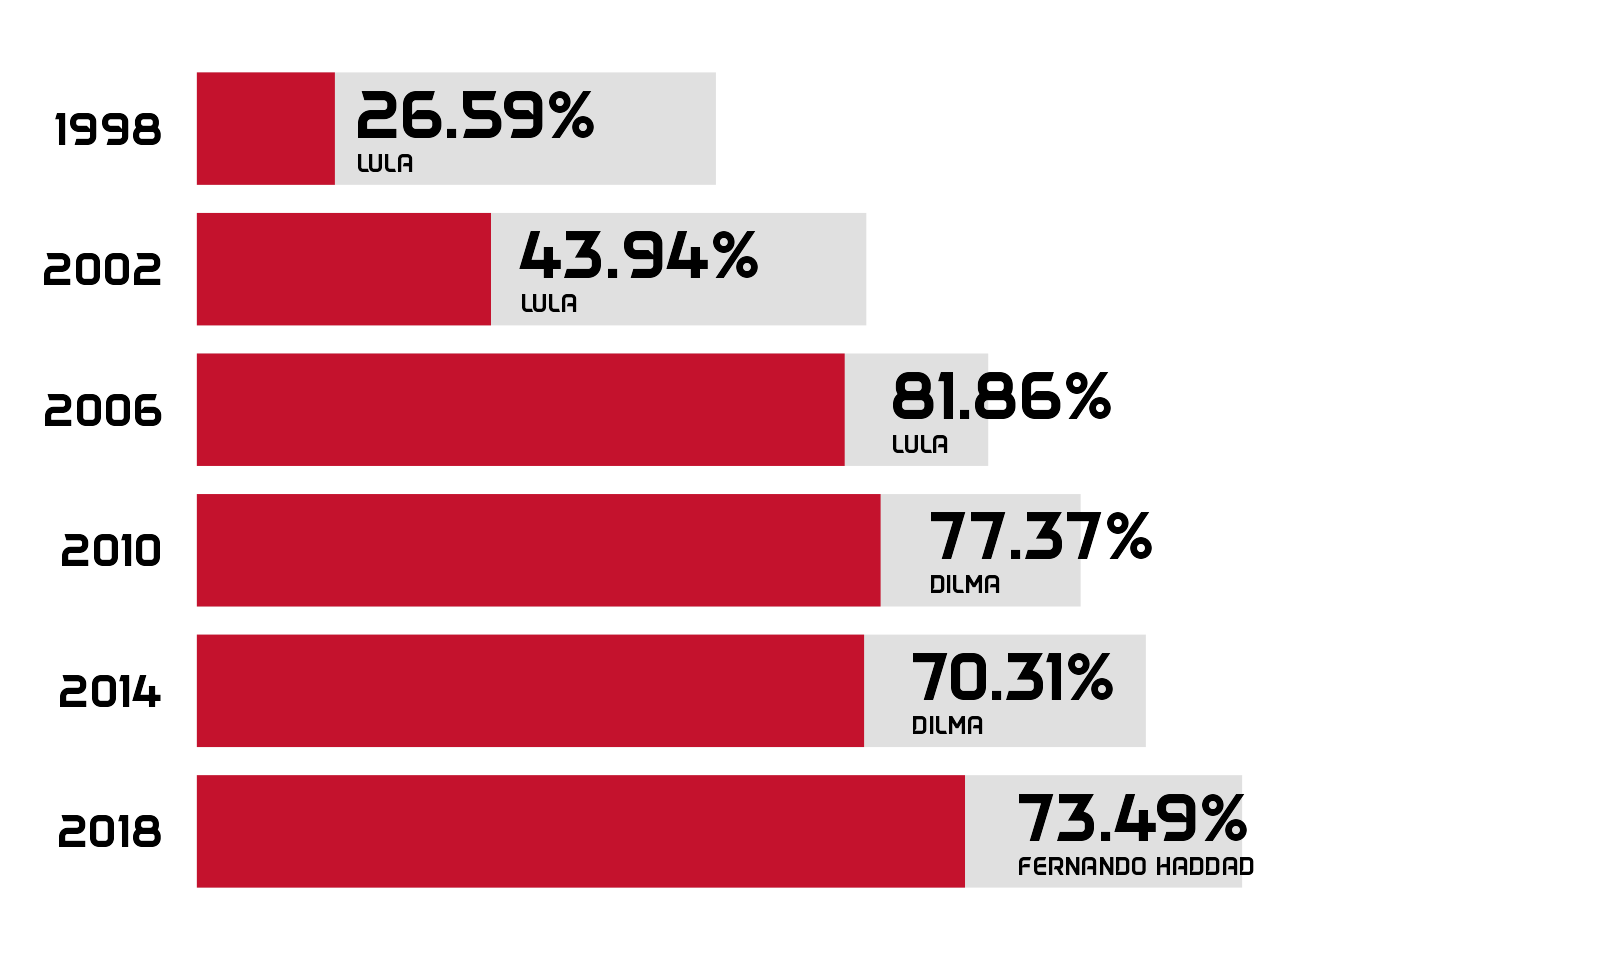 1998
26.59%
LULA
2002
43.94%
LULA
2006
81.86%
LULA
2010
77.37%
DILMA
2014
70.31%
DILMA
2018
73.49%
FERNANDO HADDAD